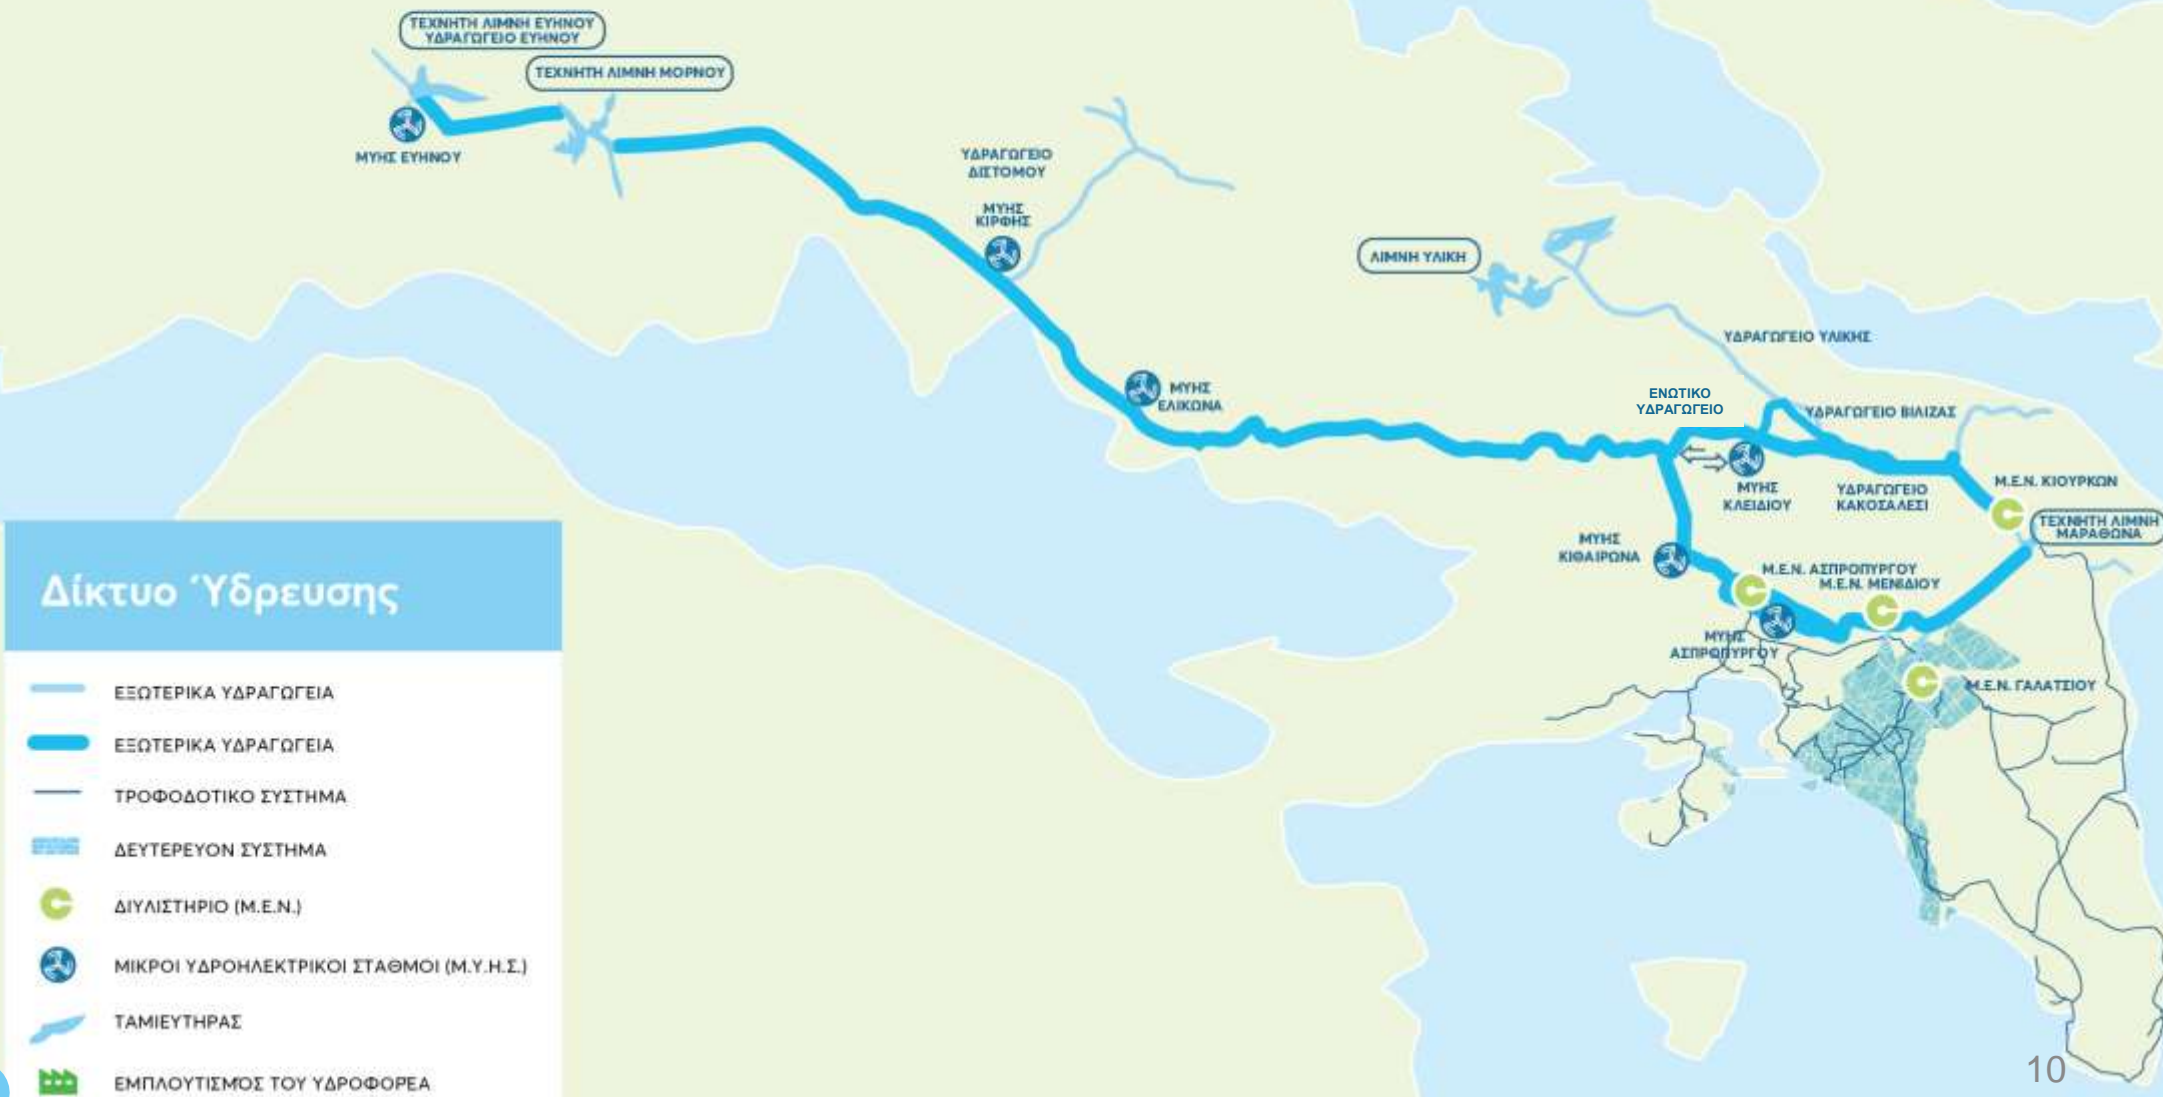 ΤΕΧΝΗΤΗ ΛΙΜΝΗ ΕΥΗΝΟΥ
ΥΔΡΑΓΩΓΕΙΟ ΕΥΗΝΟΥ
ΤΕΧΝΗΤΗ ΛΙΜΝΗ ΜΟΡΝΟΥ
ΜΥΗΣ ΕΥΗΝΟΥ
ΥΔΡΑΓΩΓΕΙΟ
ΔΙΣΤΟΜΟΥ
ΜΥΗΣ
ΚΙΡΦΗΣ
ΛΙΜΝΗ ΥΛΙΚΗ
ΥΔΡΑΓΩΓΕΙΟ ΥΛΙΚΗΣ
ΜΥΗΣ
ΕΛΙΚΩΝΑ
ΕΝΩΤΙΚΟ
ΥΔΡΑΓΩΓΕΙΟ
ΥΔΡΑΓΩΓΕΙΟ ΒΙΛΙΖΑΣ
ΜΥΗΣ
ΚΛΕΙΔΙΟΥ
ΥΔΡΑΓΩΓΕΙΟ
ΚΑΚΟΣΑΛΕΣΙ
Μ.Ε.Ν. ΚΙΟΥΡΚΩΝ
ΤΕΧΝΗΤΗ ΛΙΜΝΗ
ΜΑΡΑΘΩΝΑ
ΜΥΗΣ
ΚΙΘΑΙΡΩΝΑ
Μ.Ε.Ν. ΑΣΠΡΟΠΥΡΓΟΥ
Μ.Ε.Ν. ΜΕΝΙΔΙΟΥ
ΜΥΗΣ
ΑΣΠΡΟΠΥΡΓΟΥ
Μ.Ε.Ν. ΓΑΛΑΤΣΙΟΥ
Δίκτυο Ύδρευσης
ΕΞΩΤΕΡΙΚΑ ΥΔΡΑΓΩΓΕΙΑ
ΕΞΩΤΕΡΙΚΑ ΥΔΡΑΓΩΓΕΙΑ
ΤΡΟΦΟΔΟΤΙΚΟ ΣΥΣΤΗΜΑ
ΔΕΥΤΕΡΕΥΟΝ ΣΥΣΤΗΜΑ
ΔΙΥΛΙΣΤΗΡΙΟ (Μ.Ε.Ν.)
ΜΙΚΡΟΙ ΥΔΡΟΗΛΕΚΤΡΙΚΟΙ ΣΤΑΘΜΟΙ (Μ.Υ.Η.Σ.)
ΤΑΜΙΕΥΤΗΡΑΣ
ΕΜΠΛΟΥΤΙΣΜΌΣ ΤΟΥ ΥΔΡΟΦΟΡΕΑ
10